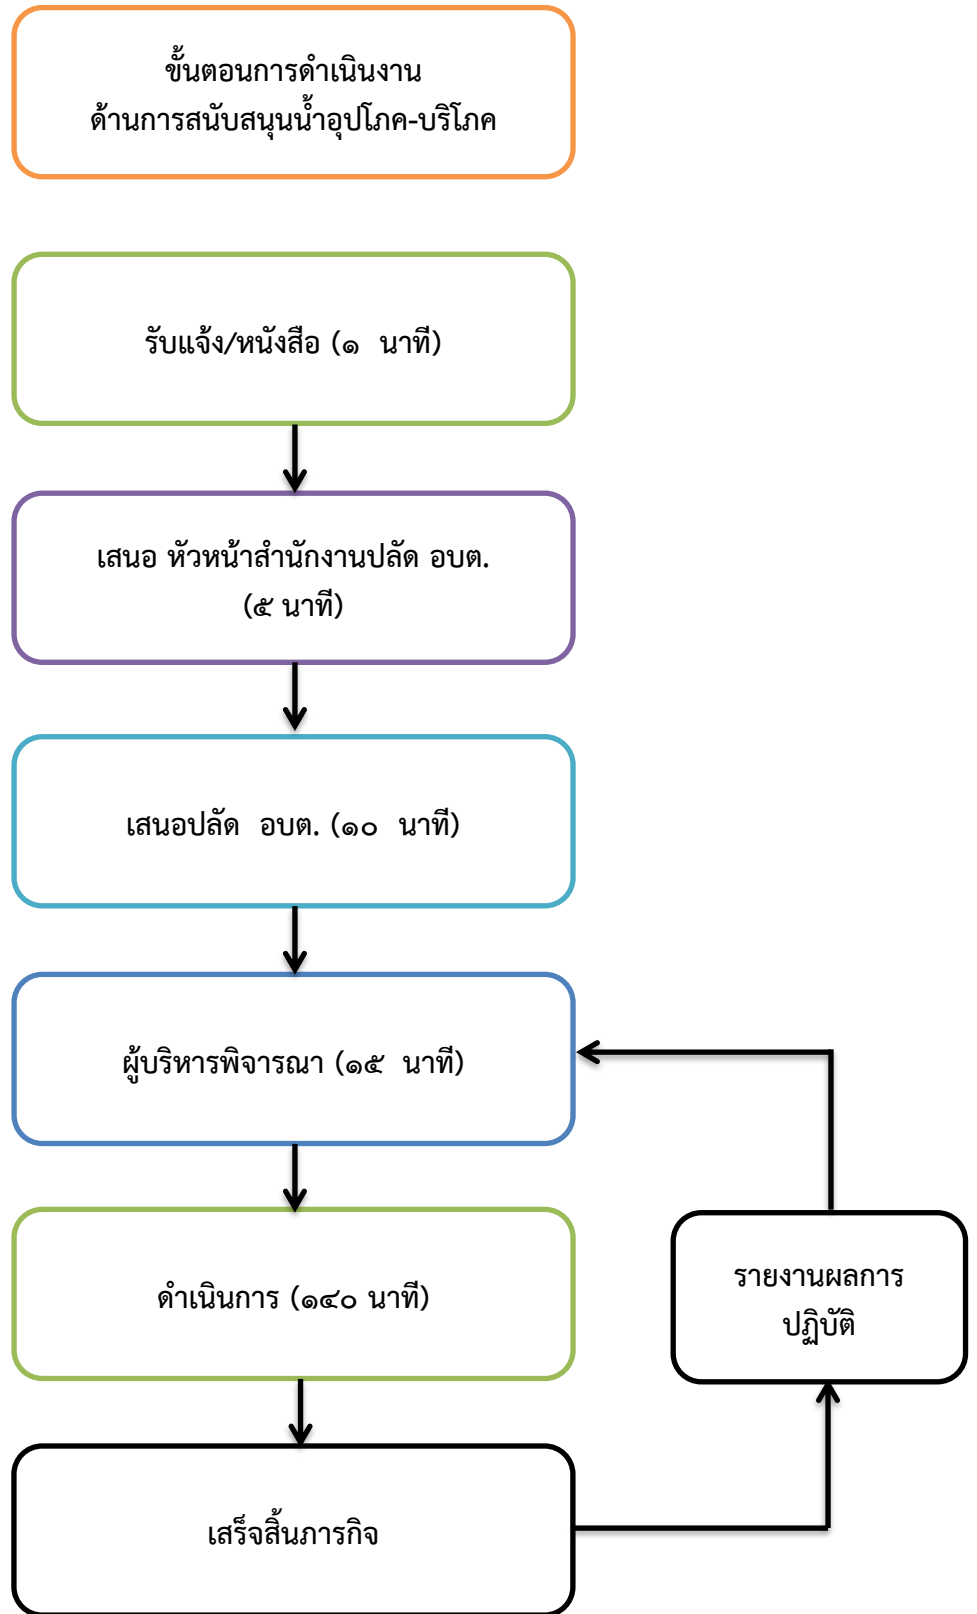 ขั้นตอนการดำเนินงาน
ด้านการสนับสนุนน้ำอุปโภค-บริโภค
รับแจ้ง/หนังสือ (๑ นาที)
เสนอ หัวหน้าสำนักงานปลัด อบต.
(๕ นาที)
เสนอปลัด อบต. (๑๐ นาที)
ผู้บริหารพิจารณา (๑๕ นาที)
ดำเนินการ (๑๔๐ นาที)
รายงานผลการ
ปฏิบัติ
เสร็จสิ้นภารกิจ